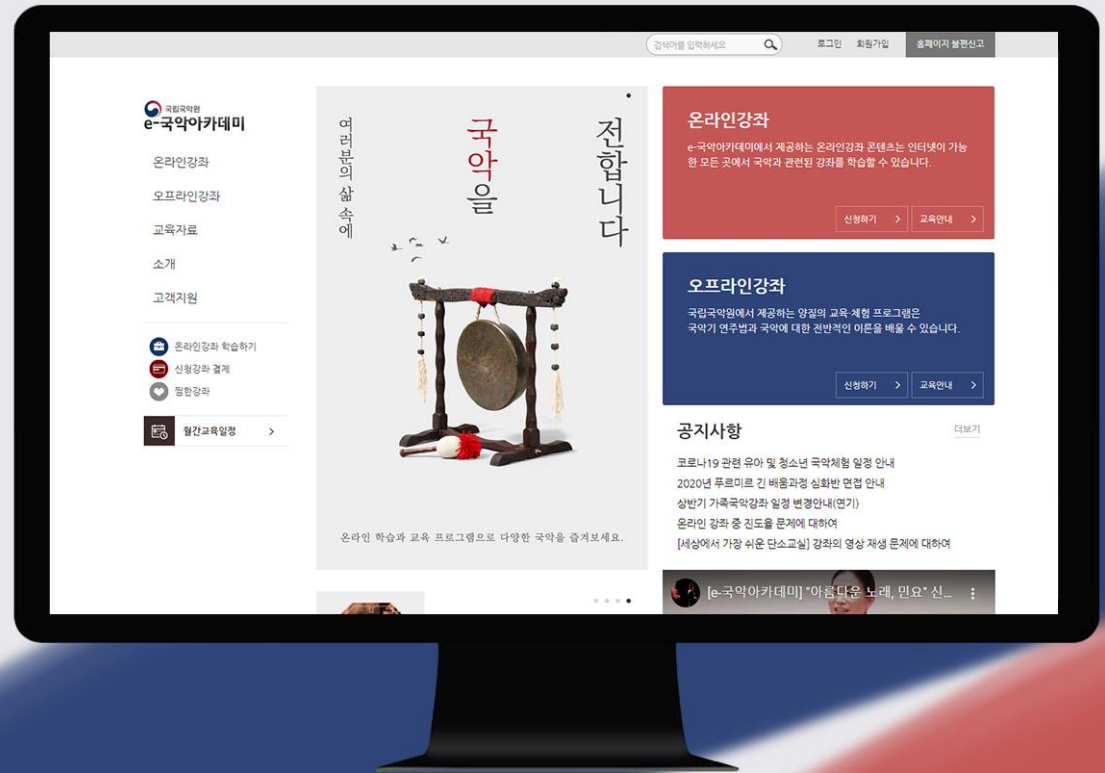 검색어를 입력하세요
로그인 회원가입 홈페이지 불편신고
국립국악원
e-국악아카데미
온라인강좌
오프라인강좌
교육자료
소개
고객지원
온라인강좌 학습하기
신청강좌 결제
찜한강좌
월간교육일정
여러분의 삶 속에
국악을
전합니다
온라인 학습과 교육 프로그램으로 다양한 국악을 즐겨보세요.
온라인강좌
e-국악아카데미에서 제공하는 온라인강좌 콘텐츠는 인터넷이 가능
한 모든 곳에서 국악과 관련된 강좌를 학습할 수 있습니다.
신청하기 > 교육안내 >
오프라인강좌
국립국악원에서 제공하는 양질의 교육·체험 프로그램은
국악기 연주법과 국악에 대한 전반적인 이론을 배울 수 있습니다.
신청하기 > 교육안내 >
공지사항 더보기
코로나19 관련 유아 및 청소년 국악체험 일정 안내
2020년 푸르미르 긴 배움과정 심화반 면접 안내
상반기 가족국악강좌 일정 변경안내(연기)
온라인 강좌 중 진도율 문제에 대하여
[세상에서 가장 쉬운 단소교실] 강좌의 영상 재생 문제에 대하여
[e-국악아카데미] "아름다운 노래, 민요" 신...